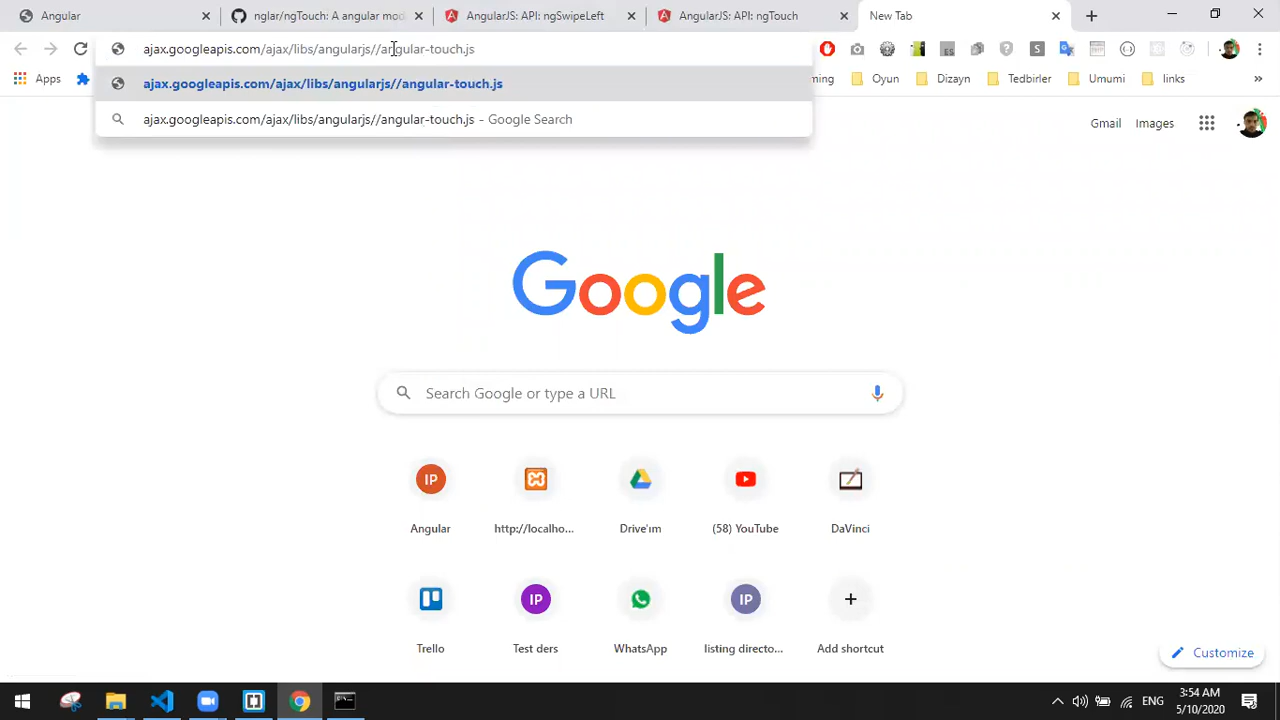 Angular
nglar/ngTouch: A angular mod
AngularJS: API: ngSwipeLeft
AngularJS: API: ngTouch
New Tab
ajax.googleapis.com/ajax/libs/angularjs//angular-touch.js
Apps
ming
Oyun
Dizayn
Tedbirler
Umumi
links
»
ajax.googleapis.com/ajax/libs/angularjs//angular-touch.js
ajax.googleapis.com/ajax/libs/angularjs//angular-touch.js - Google Search
Gmail
Images
Google
Search Google or type a URL
IP
Angular
http://localho...
Drive'ım
(58) YouTube
DaVinci
IP
IP
Trello
Test ders
WhatsApp
listing directo...
Add shortcut
Customize
ENG
3:54 AM
5/10/2020